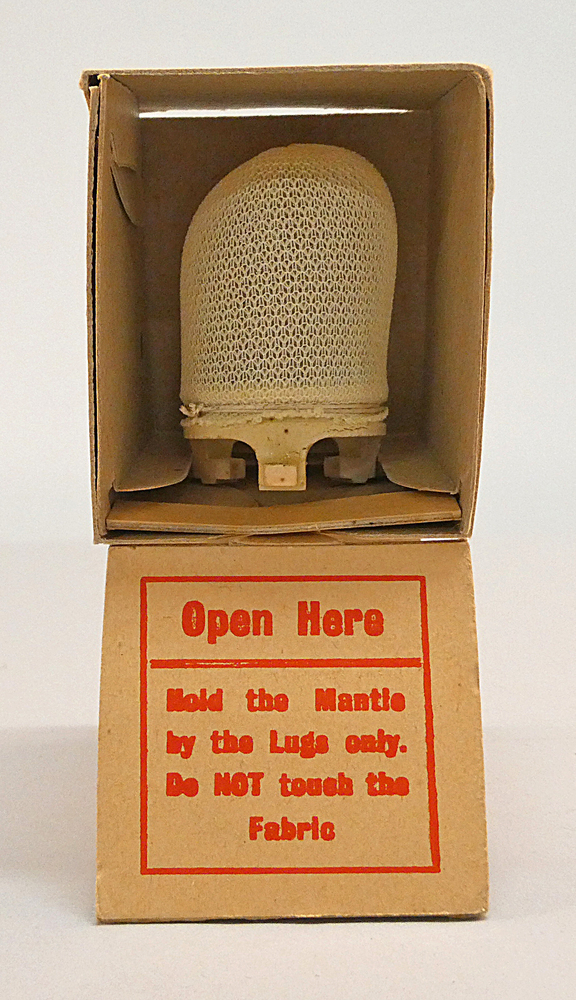 Open Here
Hold the Mantle
by the Lugs only.
Do NOT touch the
Fabric